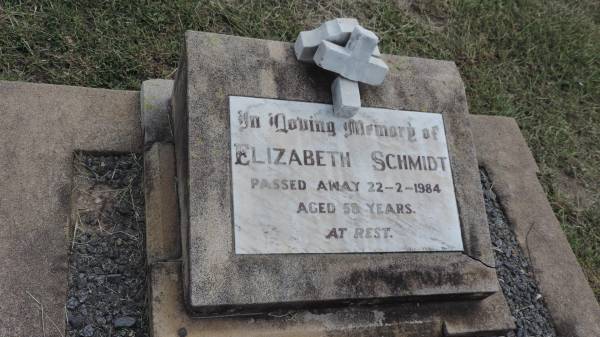 In Loving Memory of
ELIZABETH SCHMIDT
PASSED AWAY 22-2-1984
AGED 58 YEARS.
AT REST.